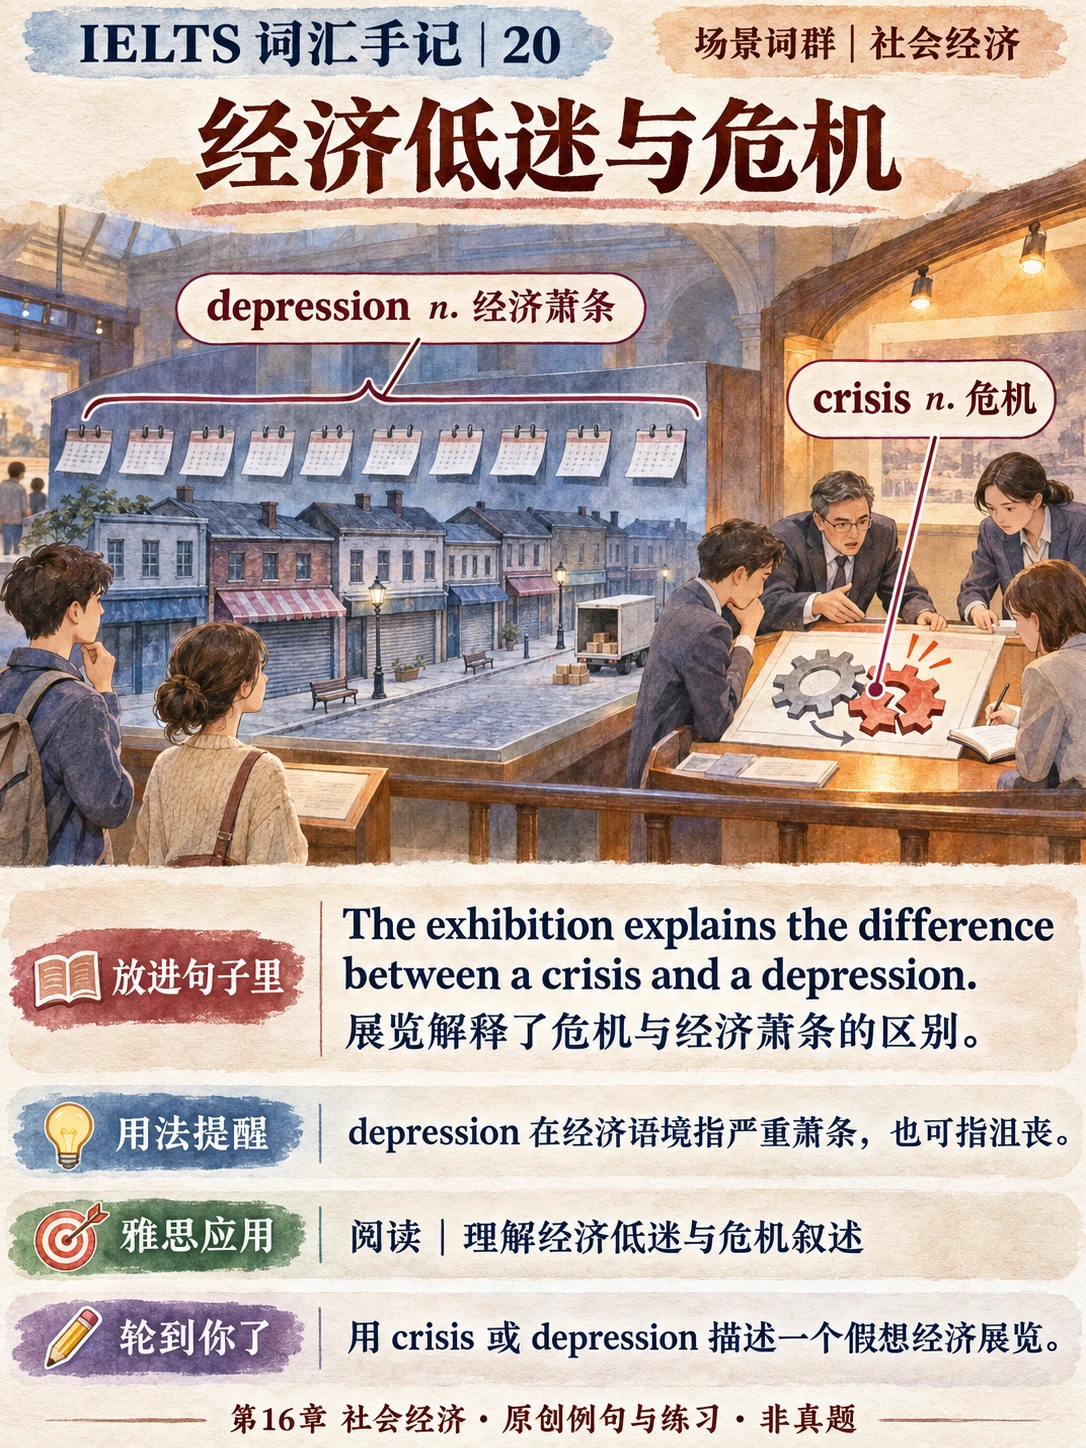 IELTS 词汇手记 | 20
场景词群 | 社会经济
经济低迷与危机
depression n. 经济萧条
crisis n. 危机
放进句子里
The exhibition explains the difference
between a crisis and a depression.
展览解释了危机与经济萧条的区别。
用法提醒
depression 在经济语境指严重萧条，也可指沮丧。
雅思应用
阅读 | 理解经济低迷与危机叙述
轮到你了
用 crisis 或 depression 描述一个假想经济展览。
第16章 社会经济 · 原创例句与练习 · 非真题